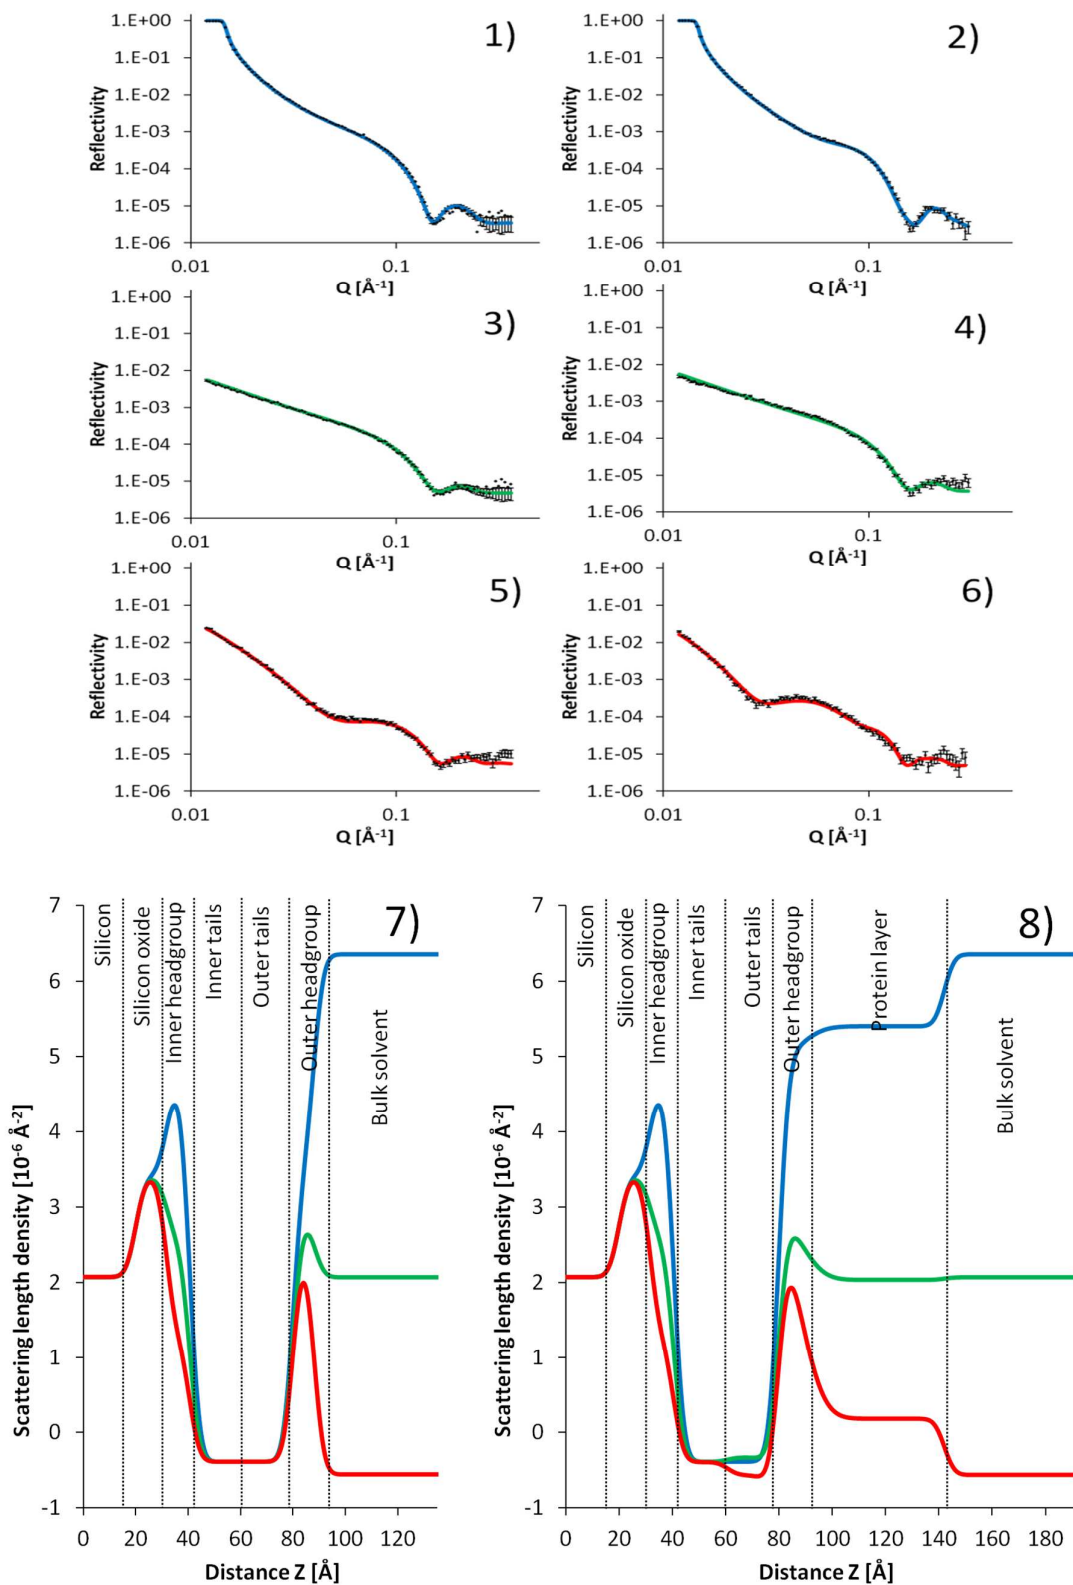 1)
Reflectivity
1.E+00
1.E-01
1.E-02
1.E-03
1.E-04
1.E-05
1.E-06
0.01
0.1
Q [Å-1]
2)
Reflectivity
1.E+00
1.E-01
1.E-02
1.E-03
1.E-04
1.E-05
1.E-06
0.01
0.1
Q [Å-1]
3)
Reflectivity
1.E+00
1.E-01
1.E-02
1.E-03
1.E-04
1.E-05
1.E-06
0.01
0.1
Q [Å-1]
4)
Reflectivity
1.E+00
1.E-01
1.E-02
1.E-03
1.E-04
1.E-05
1.E-06
0.01
0.1
Q [Å-1]
5)
Reflectivity
1.E+00
1.E-01
1.E-02
1.E-03
1.E-04
1.E-05
1.E-06
0.01
0.1
Q [Å-1]
6)
Reflectivity
1.E+00
1.E-01
1.E-02
1.E-03
1.E-04
1.E-05
1.E-06
0.01
0.1
Q [Å-1]
7)
Scattering length density [10-6 Å-2]
7
6
5
4
3
2
1
0
-1
Silicon
Silicon oxide
Inner headgroup
Inner tails
Outer tails
Outer headgroup
Bulk solvent
0 20 40 60 80 100 120
Distance Z [Å]
8)
Scattering length density [10-6 Å-2]
7
6
5
4
3
2
1
0
-1
Silicon
Silicon oxide
Inner headgroup
Inner tails
Outer tails
Outer headgroup
Protein layer
Bulk solvent
0 20 40 60 80 100 120 140 160 180
Distance Z [Å]